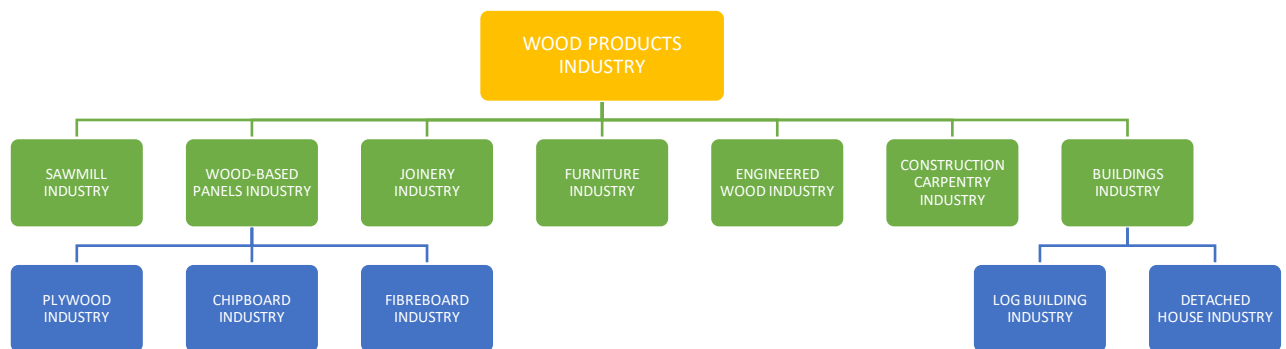 WOOD PRODUCTS
INDUSTRY
SAWMILL
INDUSTRY
WOOD-BASED
PANELS INDUSTRY
JOINERY
INDUSTRY
FURNITURE
INDUSTRY
ENGINEERED
WOOD INDUSTRY
CONSTRUCTION
CARPENTRY
INDUSTRY
BUILDINGS
INDUSTRY
PLYWOOD
INDUSTRY
CHIPBOARD
INDUSTRY
FIBREBOARD
INDUSTRY
LOG BUILDING
INDUSTRY
DETACHED
HOUSE INDUSTRY